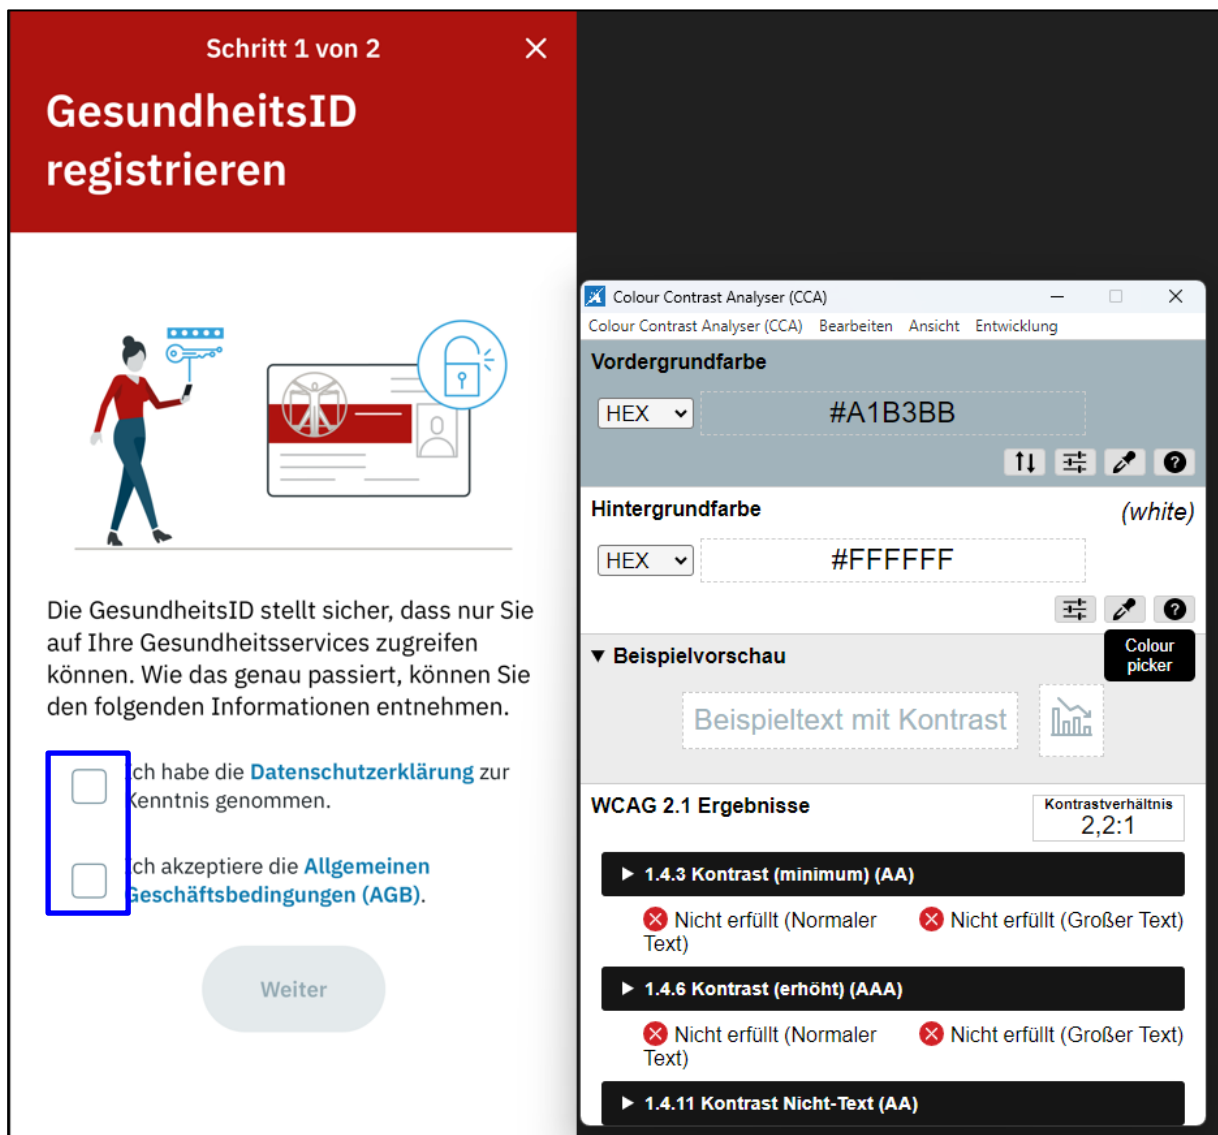 Schritt 1 von 2
GesundheitsID
registrieren
Die GesundheitsID stellt sicher, dass nur Sie
auf Ihre Gesundheitsservices zugreifen
können. Wie das genau passiert, können Sie
den folgenden Informationen entnehmen.
Ich habe die Datenschutzerklärung zur
Kenntnis genommen.
Ich akzeptiere die Allgemeinen
Geschäftsbedingungen (AGB).
Weiter
Colour Contrast Analyser (CCA)
Colour Contrast Analyser (CCA) Bearbeiten Ansicht Entwicklung
Vordergrundfarbe
HEX #A1B3BB
Hintergrundfarbe (white)
HEX #FFFFFF
Colour
picker
Beispielvorschau
Beispieltext mit Kontrast
WCAG 2.1 Ergebnisse
Kontrastverhältnis
2,2:1
1.4.3 Kontrast (minimum) (AA)
Nicht erfüllt (Normaler
Text)
Nicht erfüllt (Großer Text)
1.4.6 Kontrast (erhöht) (AAA)
Nicht erfüllt (Normaler
Text)
Nicht erfüllt (Großer Text)
1.4.11 Kontrast Nicht-Text (AA)